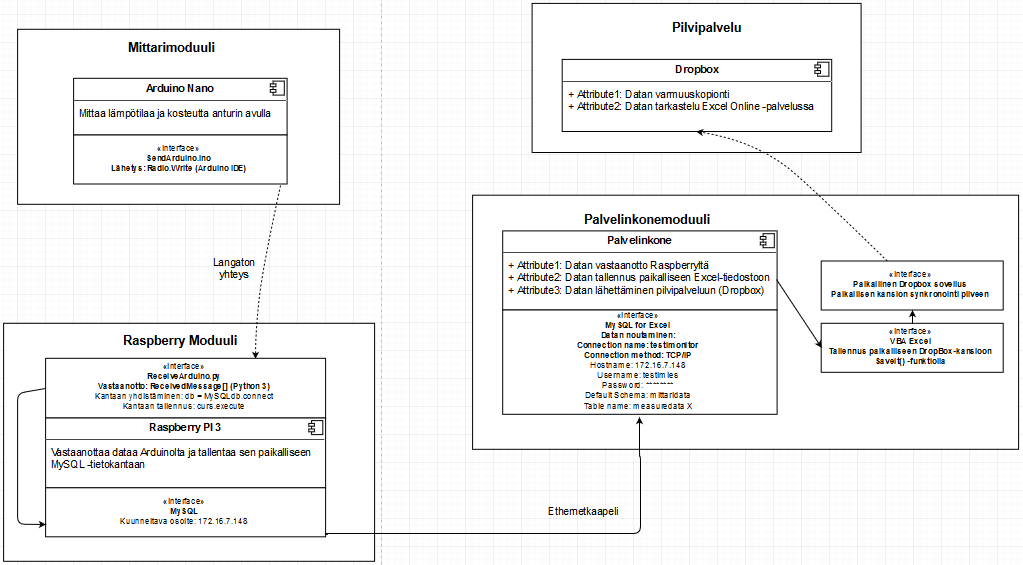 Mittarimoduuli
Arduino Nano
Mittaa lämpötilaa ja kosteutta anturin avulla
«Interface»
SendArduino.ino
Lähetys: Radio.Write (Arduino IDE)
Langaton
yhteys
Raspberry Moduuli
«Interface»
ReceiveArduino.py
Vastaanotto: ReceivedMessage[] (Python 3)
Kantaan yhdistäminen: db = MySQLdb.connect
Kantaan tallennus: curs.execute
Raspberry PI 3
Vastaanottaa dataa Arduinolta ja tallentaa sen paikalliseen
MySQL -tietokantaan
«Interface»
MySQL
Kuunneltava osoite: 172.16.7.148
Ethernetkaapeli
Pilvipalvelu
Dropbox
+ Attribute1: Datan varmuuskopionti
+ Attribute2: Datan tarkastelu Excel Online -palvelussa
Palvelinkonemoduuli
Palvelinkone
+ Attribute1: Datan vastaanotto Raspberryltä
+ Attribute2: Datan tallennus paikalliseen Excel-tiedostoon
+ Attribute3: Datan lähettäminen pilvipalveluun (Dropbox)
«Interface»
MySQL for Excel
Datan noutaminen:
Connection name: testimonitor
Connection method: TCP/IP
Hostname: 172.16.7.148
Username: testimies
Password: ********
Default Schema: mittaridata
Table name: measuredata X
«Interface»
Paikallinen Dropbox sovellus
Paikallisen kansion synkronointi pilveen
«Interface»
VBA Excel
Tallennus paikalliseen DropBox-kansioon
SaveIt() -funktiolla